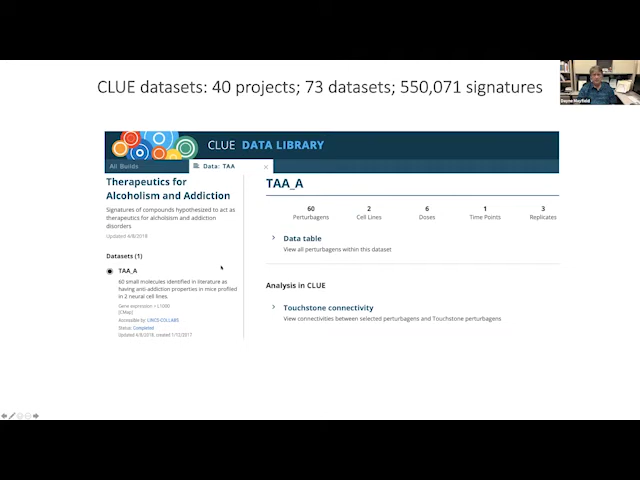 CLUE datasets: 40 projects; 73 datasets; 550,071 signatures
Dayne Mayfield
CLUE DATA LIBRARY
All Builds
Data: TAA
Therapeutics for
Alcoholism and Addiction
Signatures of compounds hypothesized to act as
therapeutics for alcoholsism and addiction
disorders
Updated 4/8/2018
Datasets (1)
TAA_A
60 small molecules identified in literature as
having anti-addiction properties in mice profiled
in 2 neural cell lines.
Gene expression > L1000
[CMap]
Accessible by: LINCS-COLLABS
Status: Completed
Updated 4/8/2018, created 1/12/2017
TAA_A
60 2 6 1 3
Perturbagens Cell Lines Doses Time Points Replicates
Data table
View all perturbagens within this dataset
Analysis in CLUE
Touchstone connectivity
View connectivities between selected perturbagens and Touchstone perturbagens